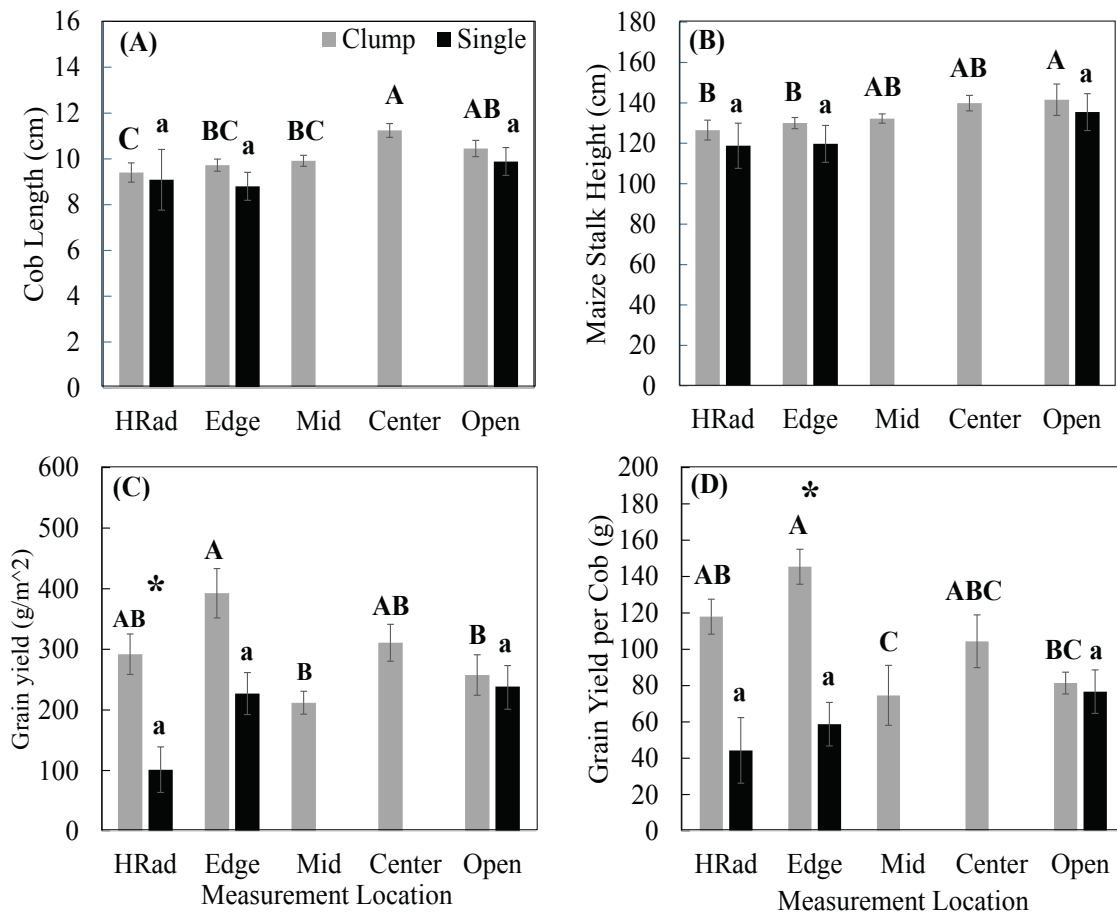 (A)
Clump Single
16
14
12
10
8
6
4
2
0
Cob Length (cm)
C a BC a BC A AB a
HRad Edge Mid Center Open
(B)
180
160
140
120
100
80
60
40
20
0
Maize Stalk Height (cm)
B a B a AB AB A a
HRad Edge Mid Center Open
(C)
600
500
400
300
200
100
0
Grain yield (g/m^2)
AB * a A a B AB B a
HRad Edge Mid Center Open
Measurement Location
(D)
200
180
160
140
120
100
80
60
40
20
0
Grain Yield per Cob (g)
AB a * A a C ABC BC a
HRad Edge Mid Center Open
Measurement Location